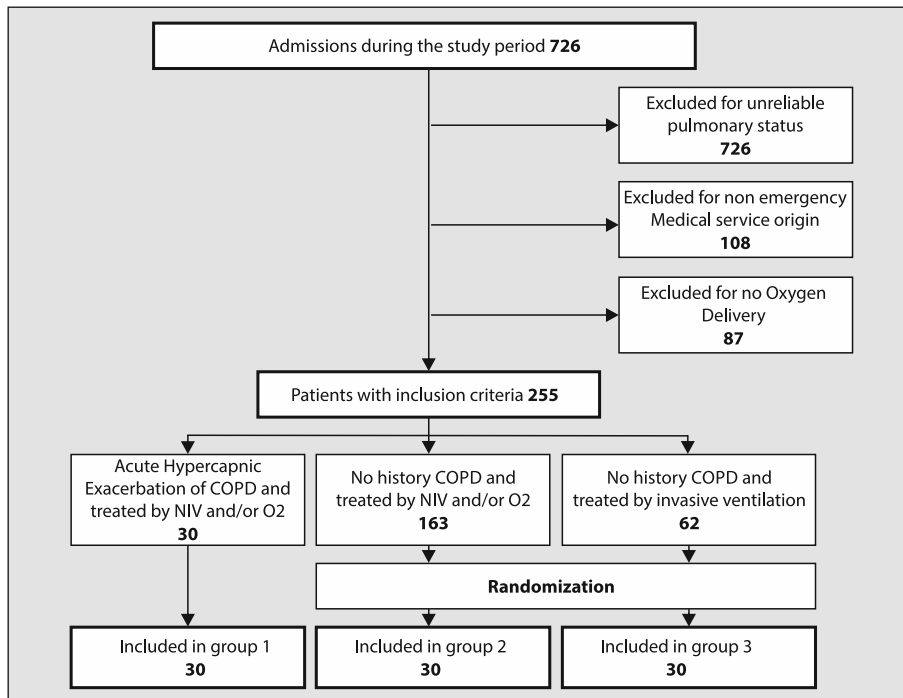 Admissions during the study period 726
Excluded for unreliable
pulmonary status
726
Excluded for non emergency
Medical service origin
108
Excluded for no Oxygen
Delivery
87
Patients with inclusion criteria 255
Acute Hypercapnic
Exacerbation of COPD and
treated by NIV and/or O2
30
No history COPD and
treated by NIV and/or O2
163
No history COPD and
treated by invasive ventilation
62
Randomization
Included in group 1
30
Included in group 2
30
Included in group 3
30